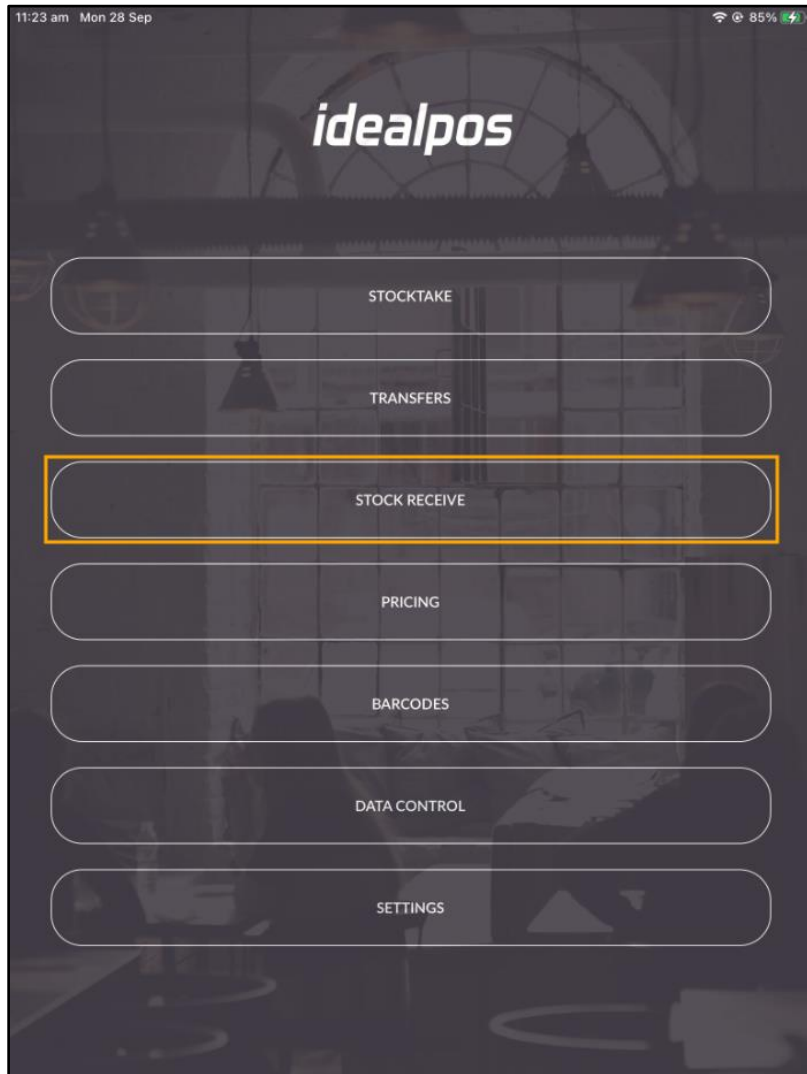 11:23 am Mon 28 Sep 85%
idealpos
STOCKTAKE
TRANSFERS
STOCK RECEIVE
PRICING
BARCODES
DATA CONTROL
SETTINGS